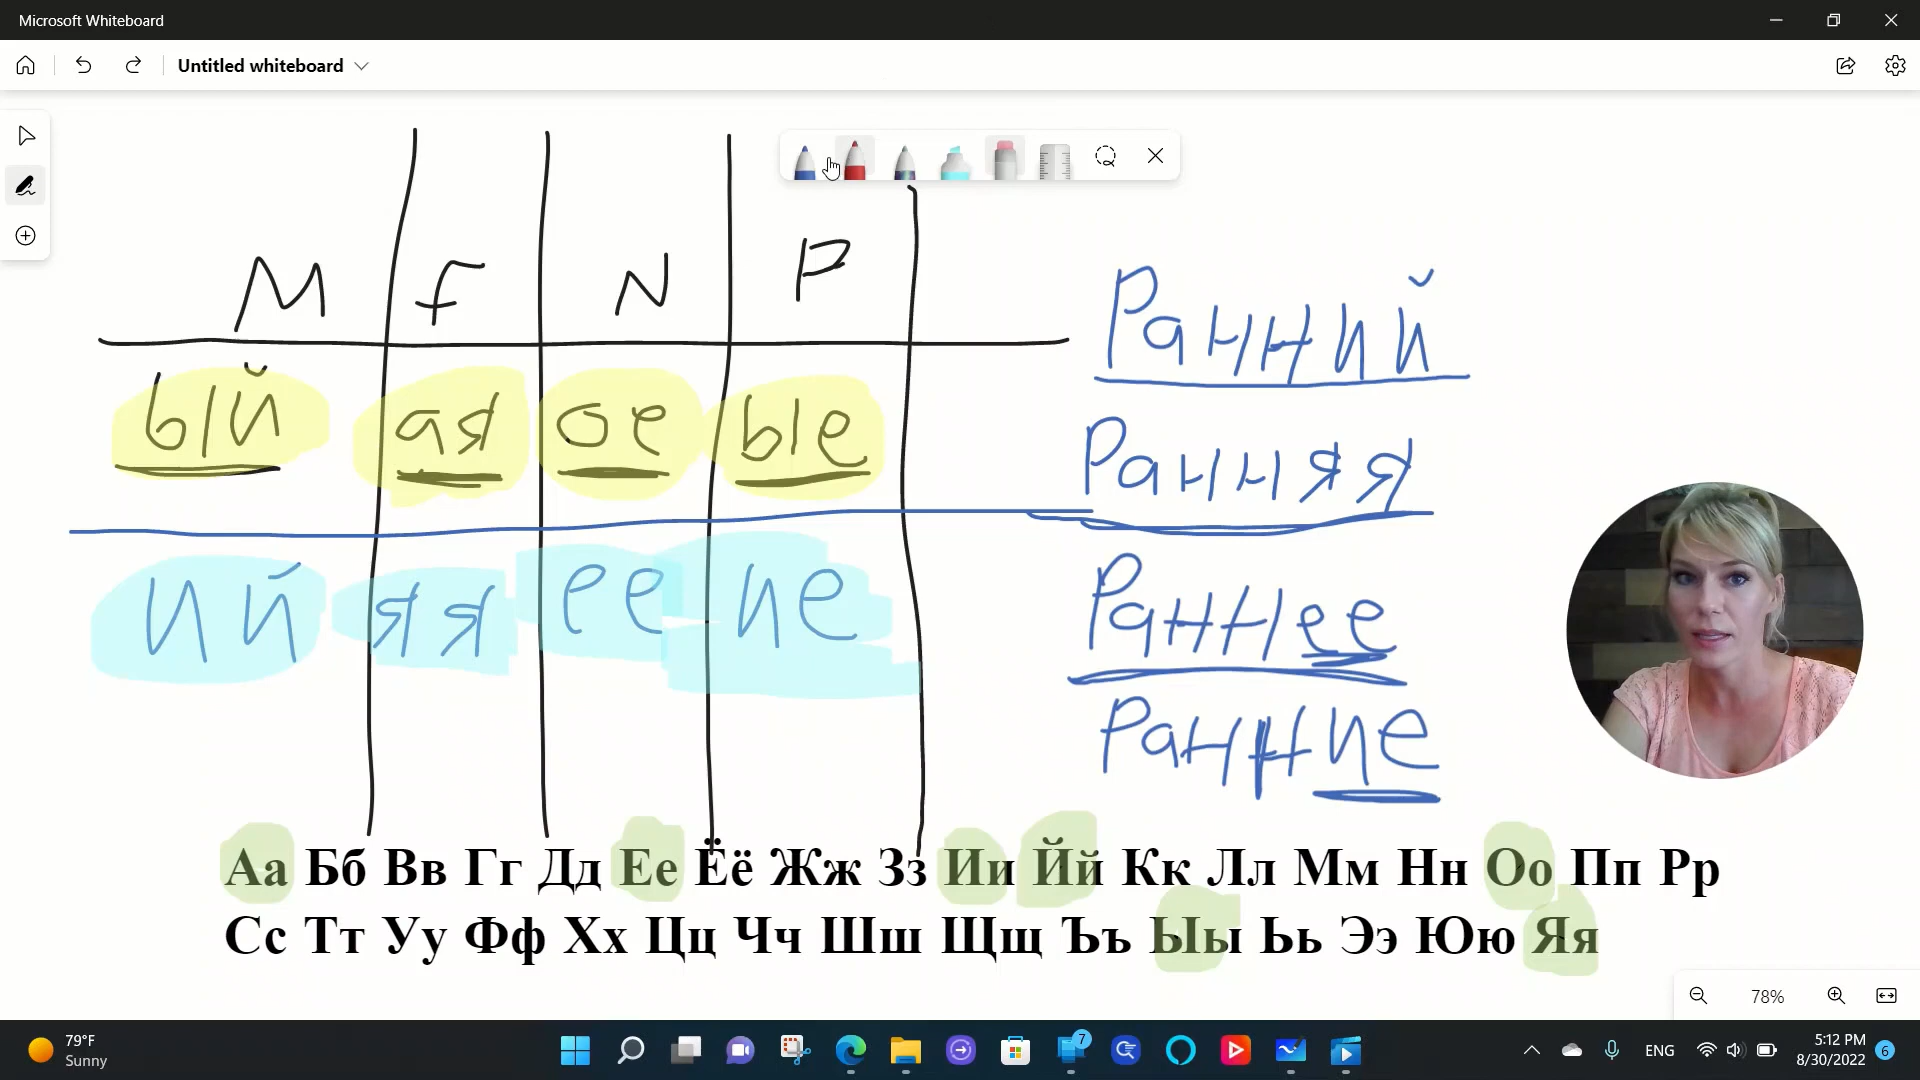 Microsoft Whiteboard
Untitled whiteboard
M F N P
ый ая ое ые
ий яя ее ие
Ранний
Ранняя
Раннее
Ранние
Аа Бб Вв Гг Дд Ее Ёё Жж Зз Ии Йй Кк Лл Мм Нн Оо Пп Рр
Сс Тт Уу Фф Хх Цц Чч Шш Щщ Ъъ Ыы Ьь Ээ Юю Яя
78%
79°F
Sunny
7
ENG
5:12 PM
8/30/2022
6